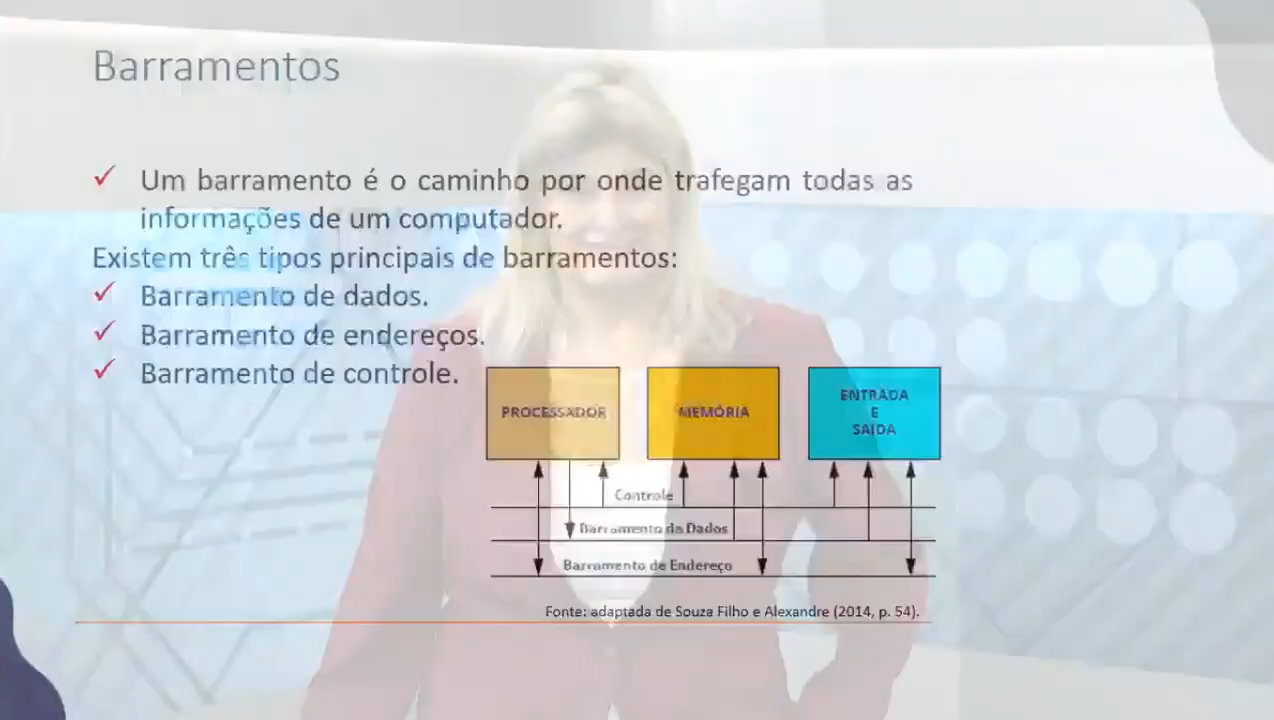 Barramentos
Um barramento é o caminho por onde trafegam todas as
informações de um computador.
Existem três tipos principais de barramentos:
Barramento de dados.
Barramento de endereços.
Barramento de controle.
PROCESSADOR
MEMÓRIA
ENTRADA
E
SAIDA
Controle
Barramento de Dados
Barramento de Endereço
Fonte: adaptada de Souza Filho e Alexandre (2014, p. 54).